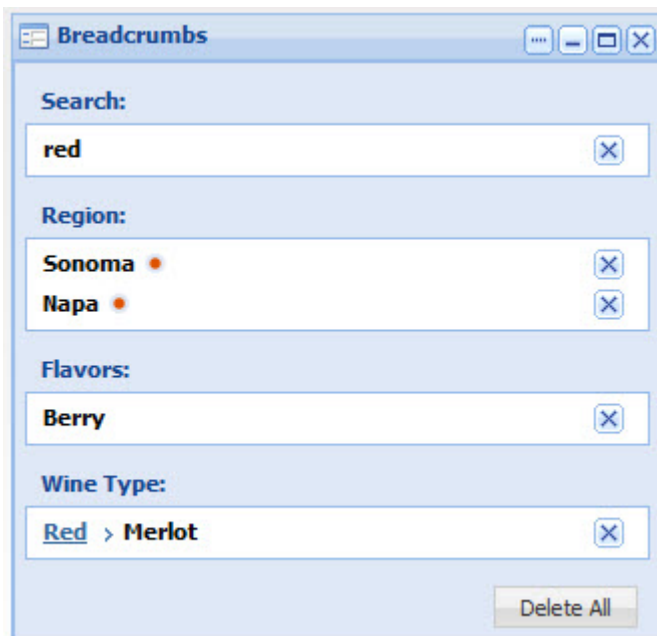 Breadcrumbs
Search:
red
Region:
Sonoma
Napa
Flavors:
Berry
Wine Type:
Red > Merlot
Delete All